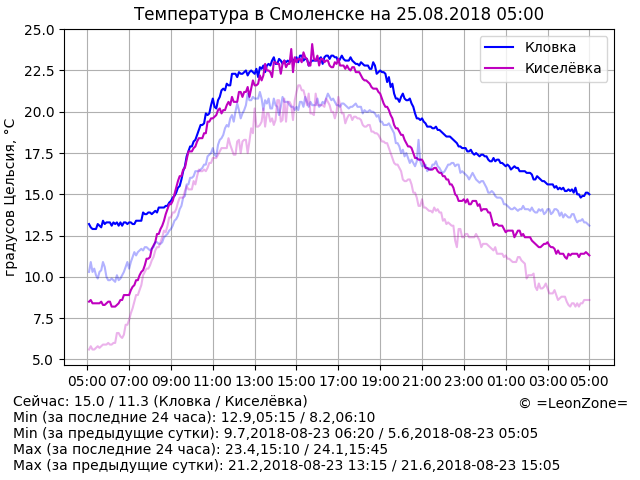 Температура в Смоленске на 25.08.2018 05:00
Кловка
Киселёвка
градусов Цельсия, °C
25.0
22.5
20.0
17.5
15.0
12.5
10.0
7.5
5.0
05:00 07:00 09:00 11:00 13:00 15:00 17:00 19:00 21:00 23:00 01:00 03:00 05:00
Сейчас: 15.0 / 11.3 (Кловка / Киселёвка)
© =LeonZone=
Min (за последние 24 часа): 12.9,05:15 / 8.2,06:10
Min (за предыдущие сутки): 9.7,2018-08-23 06:20 / 5.6,2018-08-23 05:05
Max (за последние 24 часа): 23.4,15:10 / 24.1,15:45
Max (за предыдущие сутки): 21.2,2018-08-23 13:15 / 21.6,2018-08-23 15:05